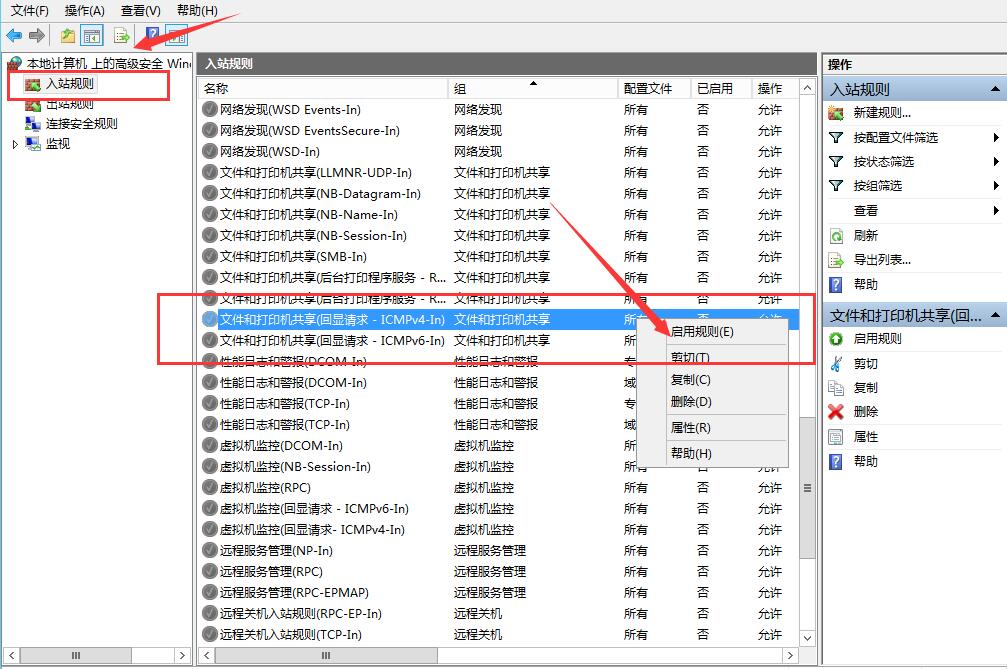 文件(F) 操作(A) 查看(V) 帮助(H)
本地计算机 上的高级安全 Win
入站规则
出站规则
连接安全规则
监视
入站规则
名称 组 配置文件 已启用 操作
网络发现(WSD Events-In) 网络发现 所有 否 允许
网络发现(WSD EventsSecure-In) 网络发现 所有 否 允许
网络发现(WSD-In) 网络发现 所有 否 允许
文件和打印机共享(LLMNR-UDP-In) 文件和打印机共享 所有 否 允许
文件和打印机共享(NB-Datagram-In) 文件和打印机共享 所有 否 允许
文件和打印机共享(NB-Name-In) 文件和打印机共享 所有 否 允许
文件和打印机共享(NB-Session-In) 文件和打印机共享 所有 否 允许
文件和打印机共享(SMB-In) 文件和打印机共享 所有 否 允许
文件和打印机共享(后台打印程序服务 - R... 文件和打印机共享 所有 否 允许
文件和打印机共享(后台打印程序服务 - R... 文件和打印机共享 所有 否 允许
文件和打印机共享(回显请求 - ICMPv4-In) 文件和打印机共享 所有 否 允许
文件和打印机共享(回显请求 - ICMPv6-In) 文件和打印机共享 所
性能日志和警报(DCOM-In) 性能日志和警报 专
性能日志和警报(DCOM-In) 性能日志和警报 域
性能日志和警报(TCP-In) 性能日志和警报 专
性能日志和警报(TCP-In) 性能日志和警报 域
虚拟机监控(DCOM-In) 虚拟机监控 所
虚拟机监控(NB-Session-In) 虚拟机监控 所有 否 允许
虚拟机监控(RPC) 虚拟机监控 所有 否 允许
虚拟机监控(回显请求 - ICMPv6-In) 虚拟机监控 所有 否 允许
虚拟机监控(回显请求- ICMPv4-In) 虚拟机监控 所有 否 允许
远程服务管理(NP-In) 远程服务管理 所有 否 允许
远程服务管理(RPC) 远程服务管理 所有 否 允许
远程服务管理(RPC-EPMAP) 远程服务管理 所有 否 允许
远程关机入站规则(RPC-EP-In) 远程关机 所有 否 允许
远程关机入站规则(TCP-In) 远程关机 所有 否 允许
启用规则(E)
剪切(T)
复制(C)
删除(D)
属性(R)
帮助(H)
操作
入站规则
新建规则...
按配置文件筛选
按状态筛选
按组筛选
查看
刷新
导出列表...
帮助
文件和打印机共享(回...
启用规则
剪切
复制
删除
属性
帮助